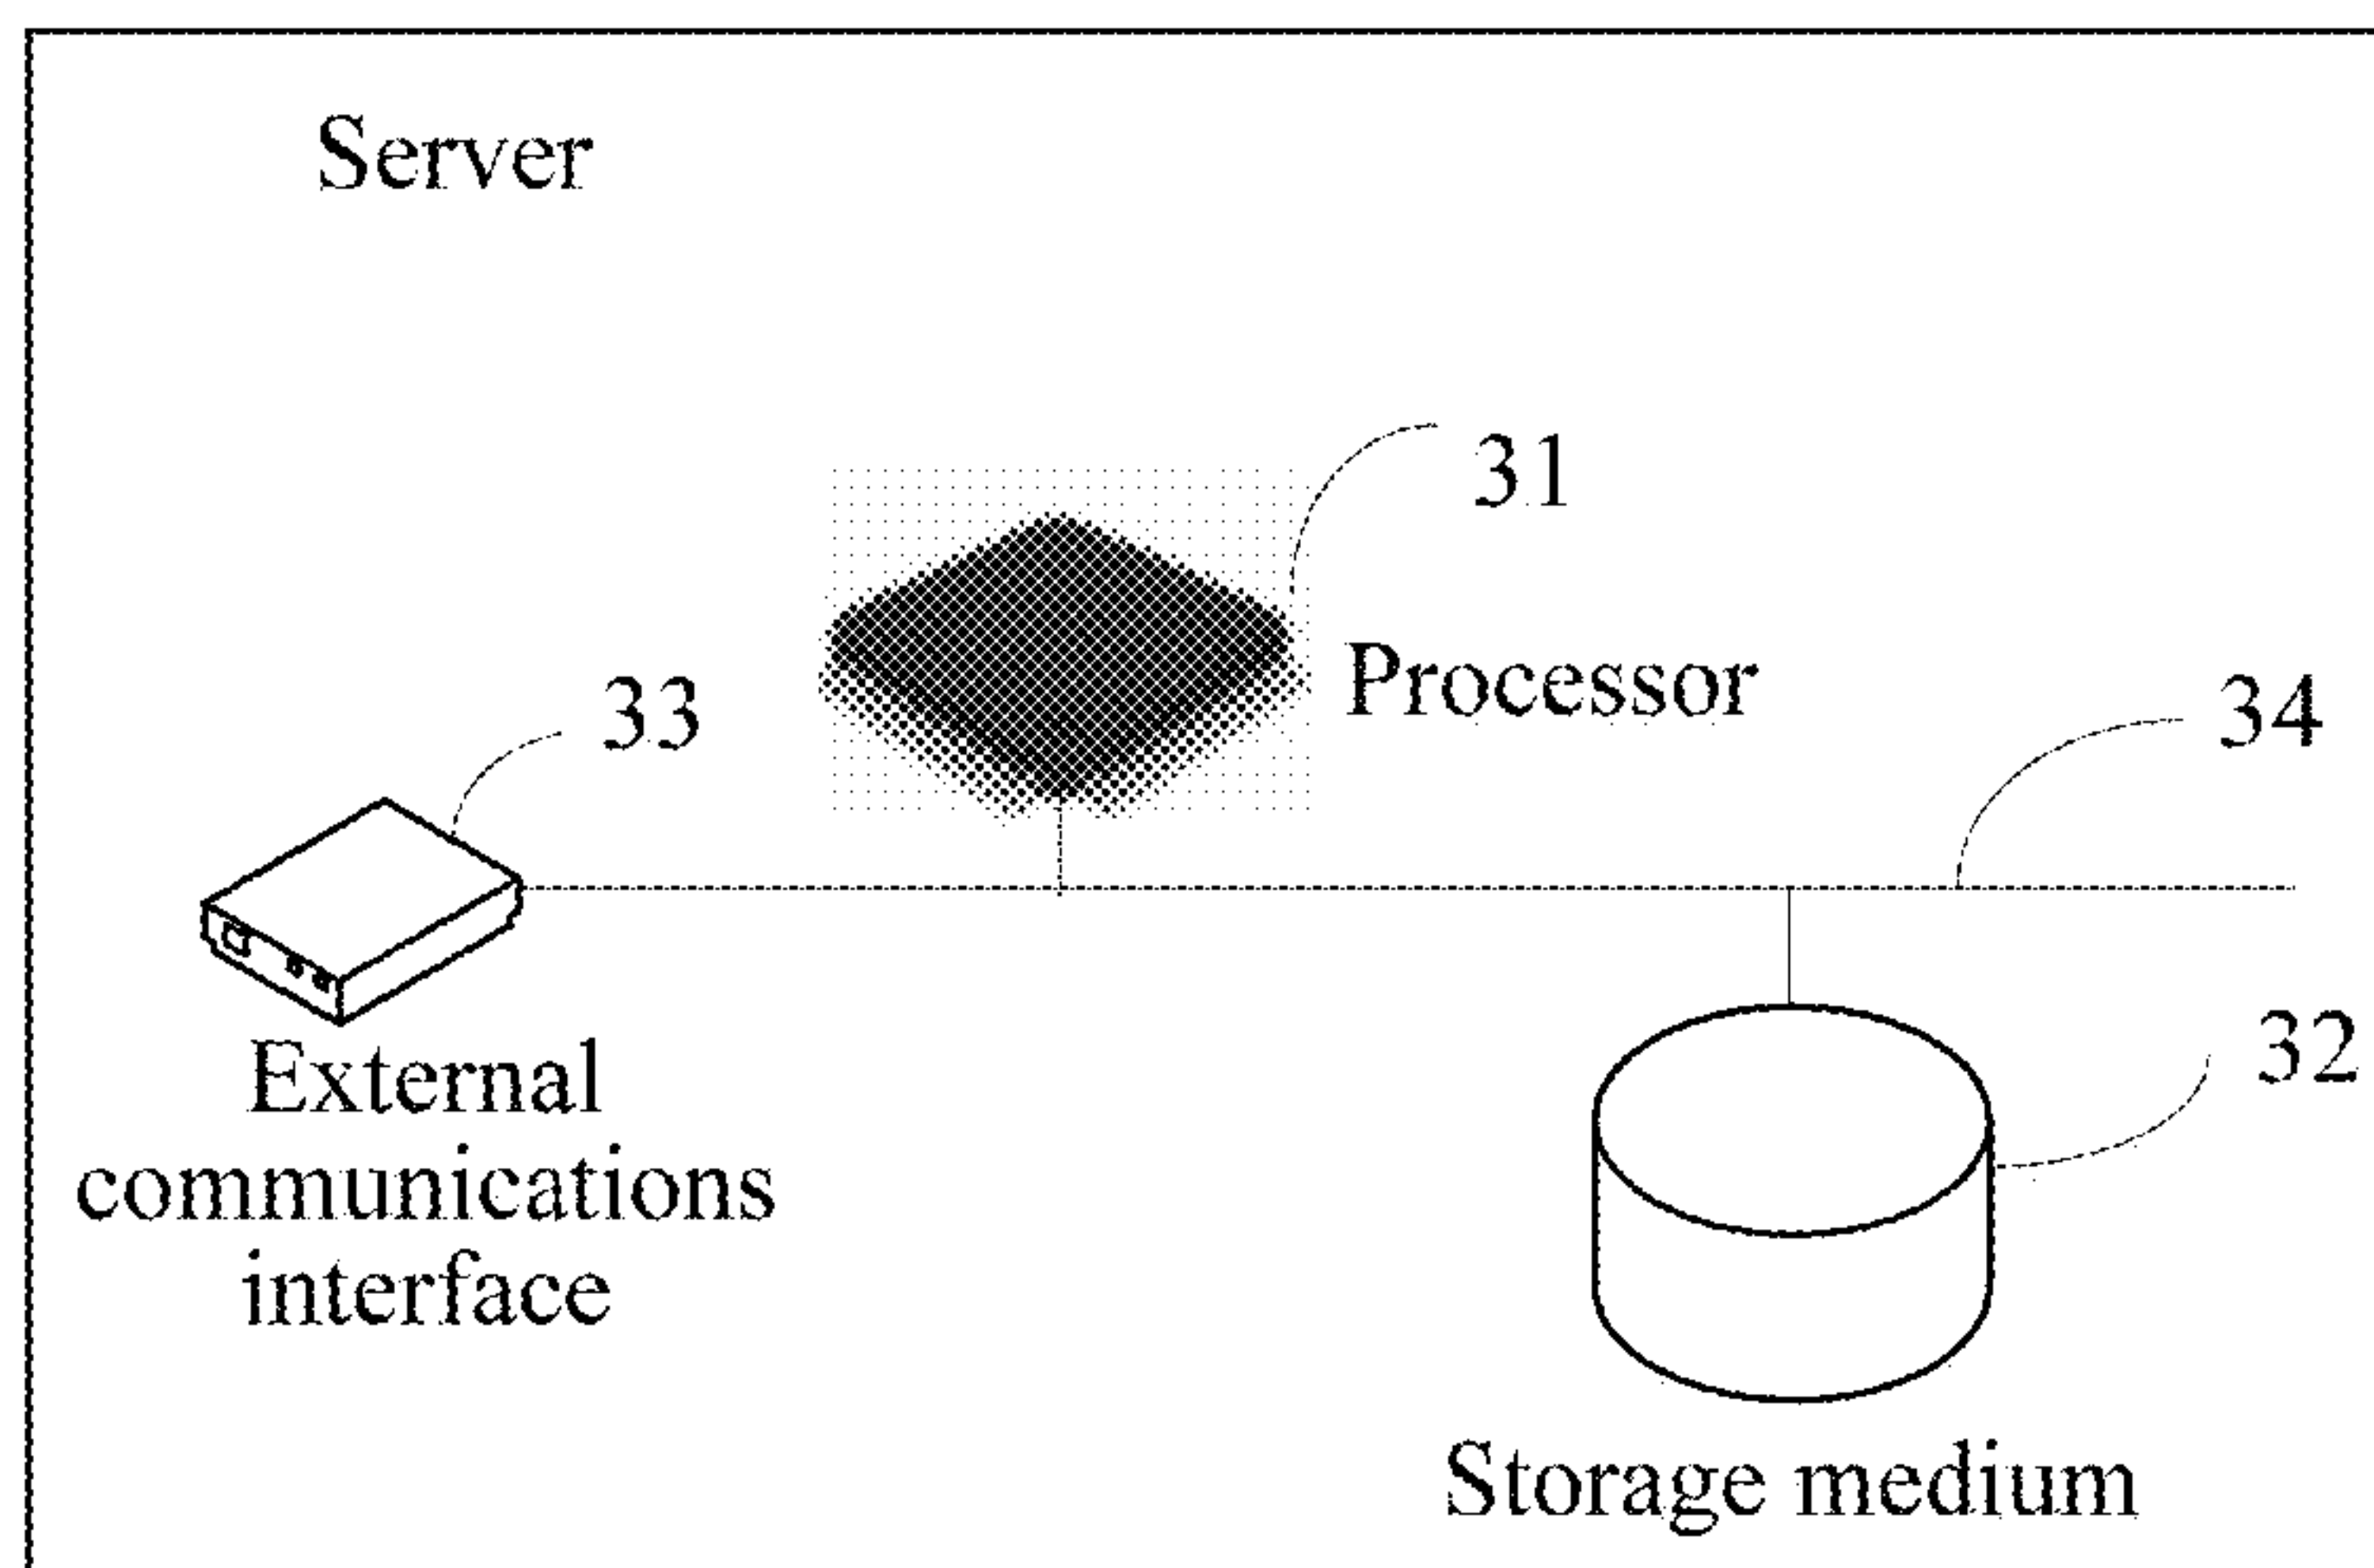 Server
31
Processor
33
34
External
communications
interface
32
Storage medium